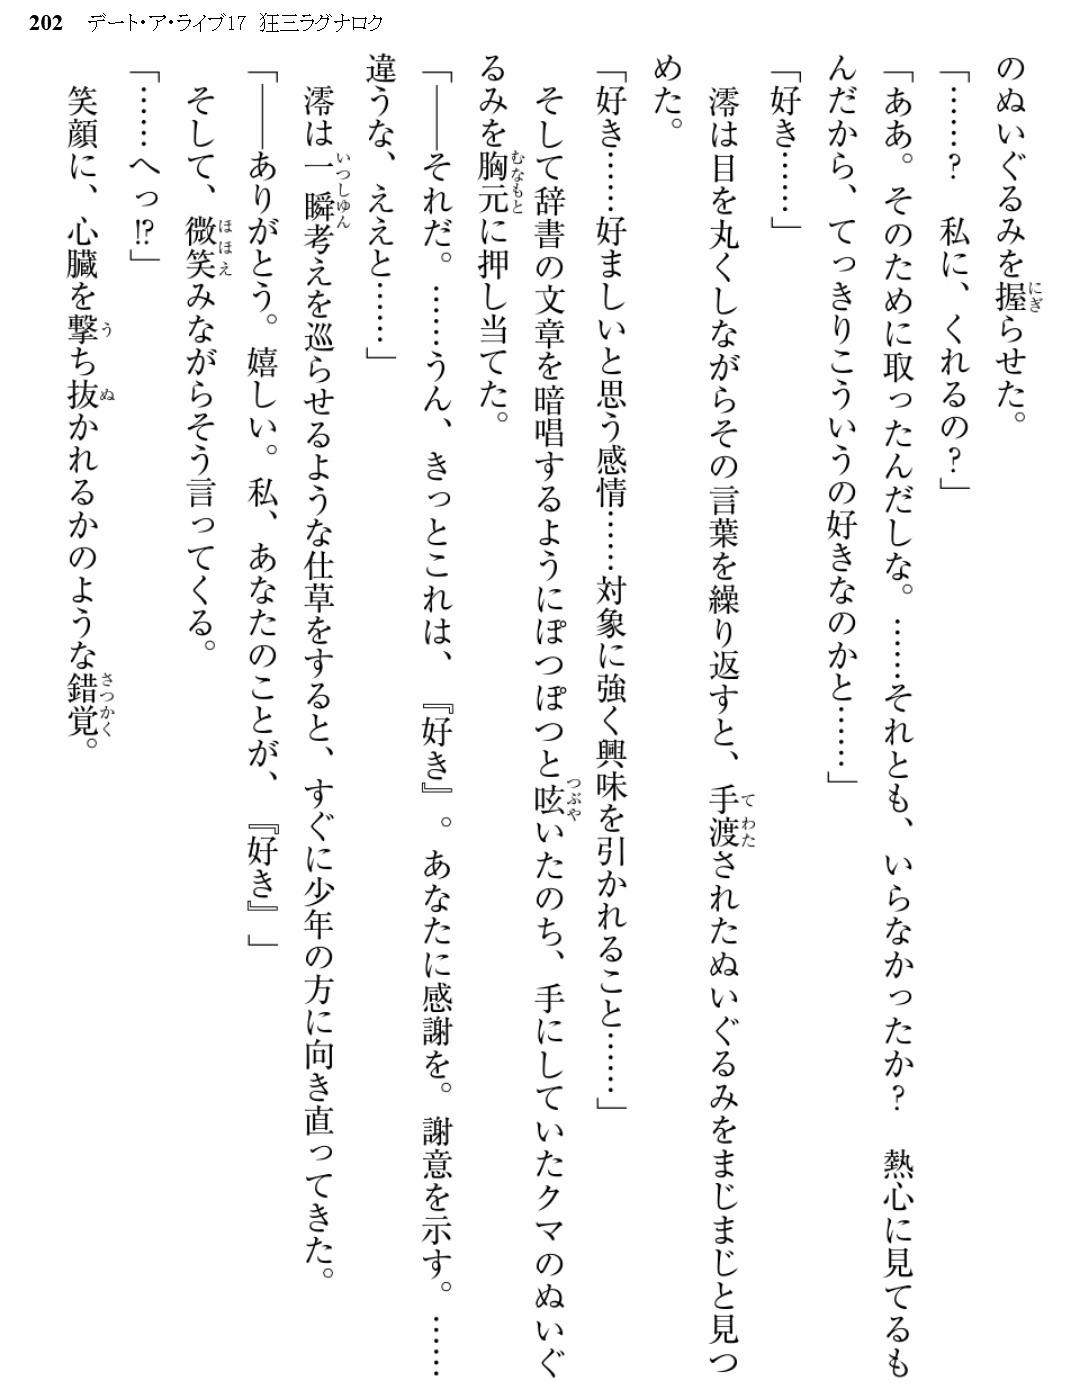 202 デート・ア・ライブ17 狂三ラグナロク
のぬいぐるみを握らせた。
「……? 私に、くれるの?」
「ああ。そのために取ったんだしな。……それとも、いらなかったか? 熱心に見てるも
んだから、てっきりこういうの好きなのかと……」
「好き……」
澪は目を丸くしながらその言葉を繰り返すと、手渡されたぬいぐるみをまじまじと見つ
めた。
「好き……好ましいと思う感情……対象に強く興味を引かれること……」
そして辞書の文章を暗唱するようにぽつぽつと呟いたのち、手にしていたクマのぬいぐ
るみを胸元に押し当てた。
「――それだ。……うん、きっとこれは、『好き』。あなたに感謝を。謝意を示す。……
違うな、ええと……」
澪は一瞬考えを巡らせるような仕草をすると、すぐに少年の方に向き直ってきた。
「――ありがとう。嬉しい。私、あなたのことが、『好き』」
そして、微笑みながらそう言ってくる。
「……へっ!?」
笑顔に、心臓を撃ち抜かれるかのような錯覚。